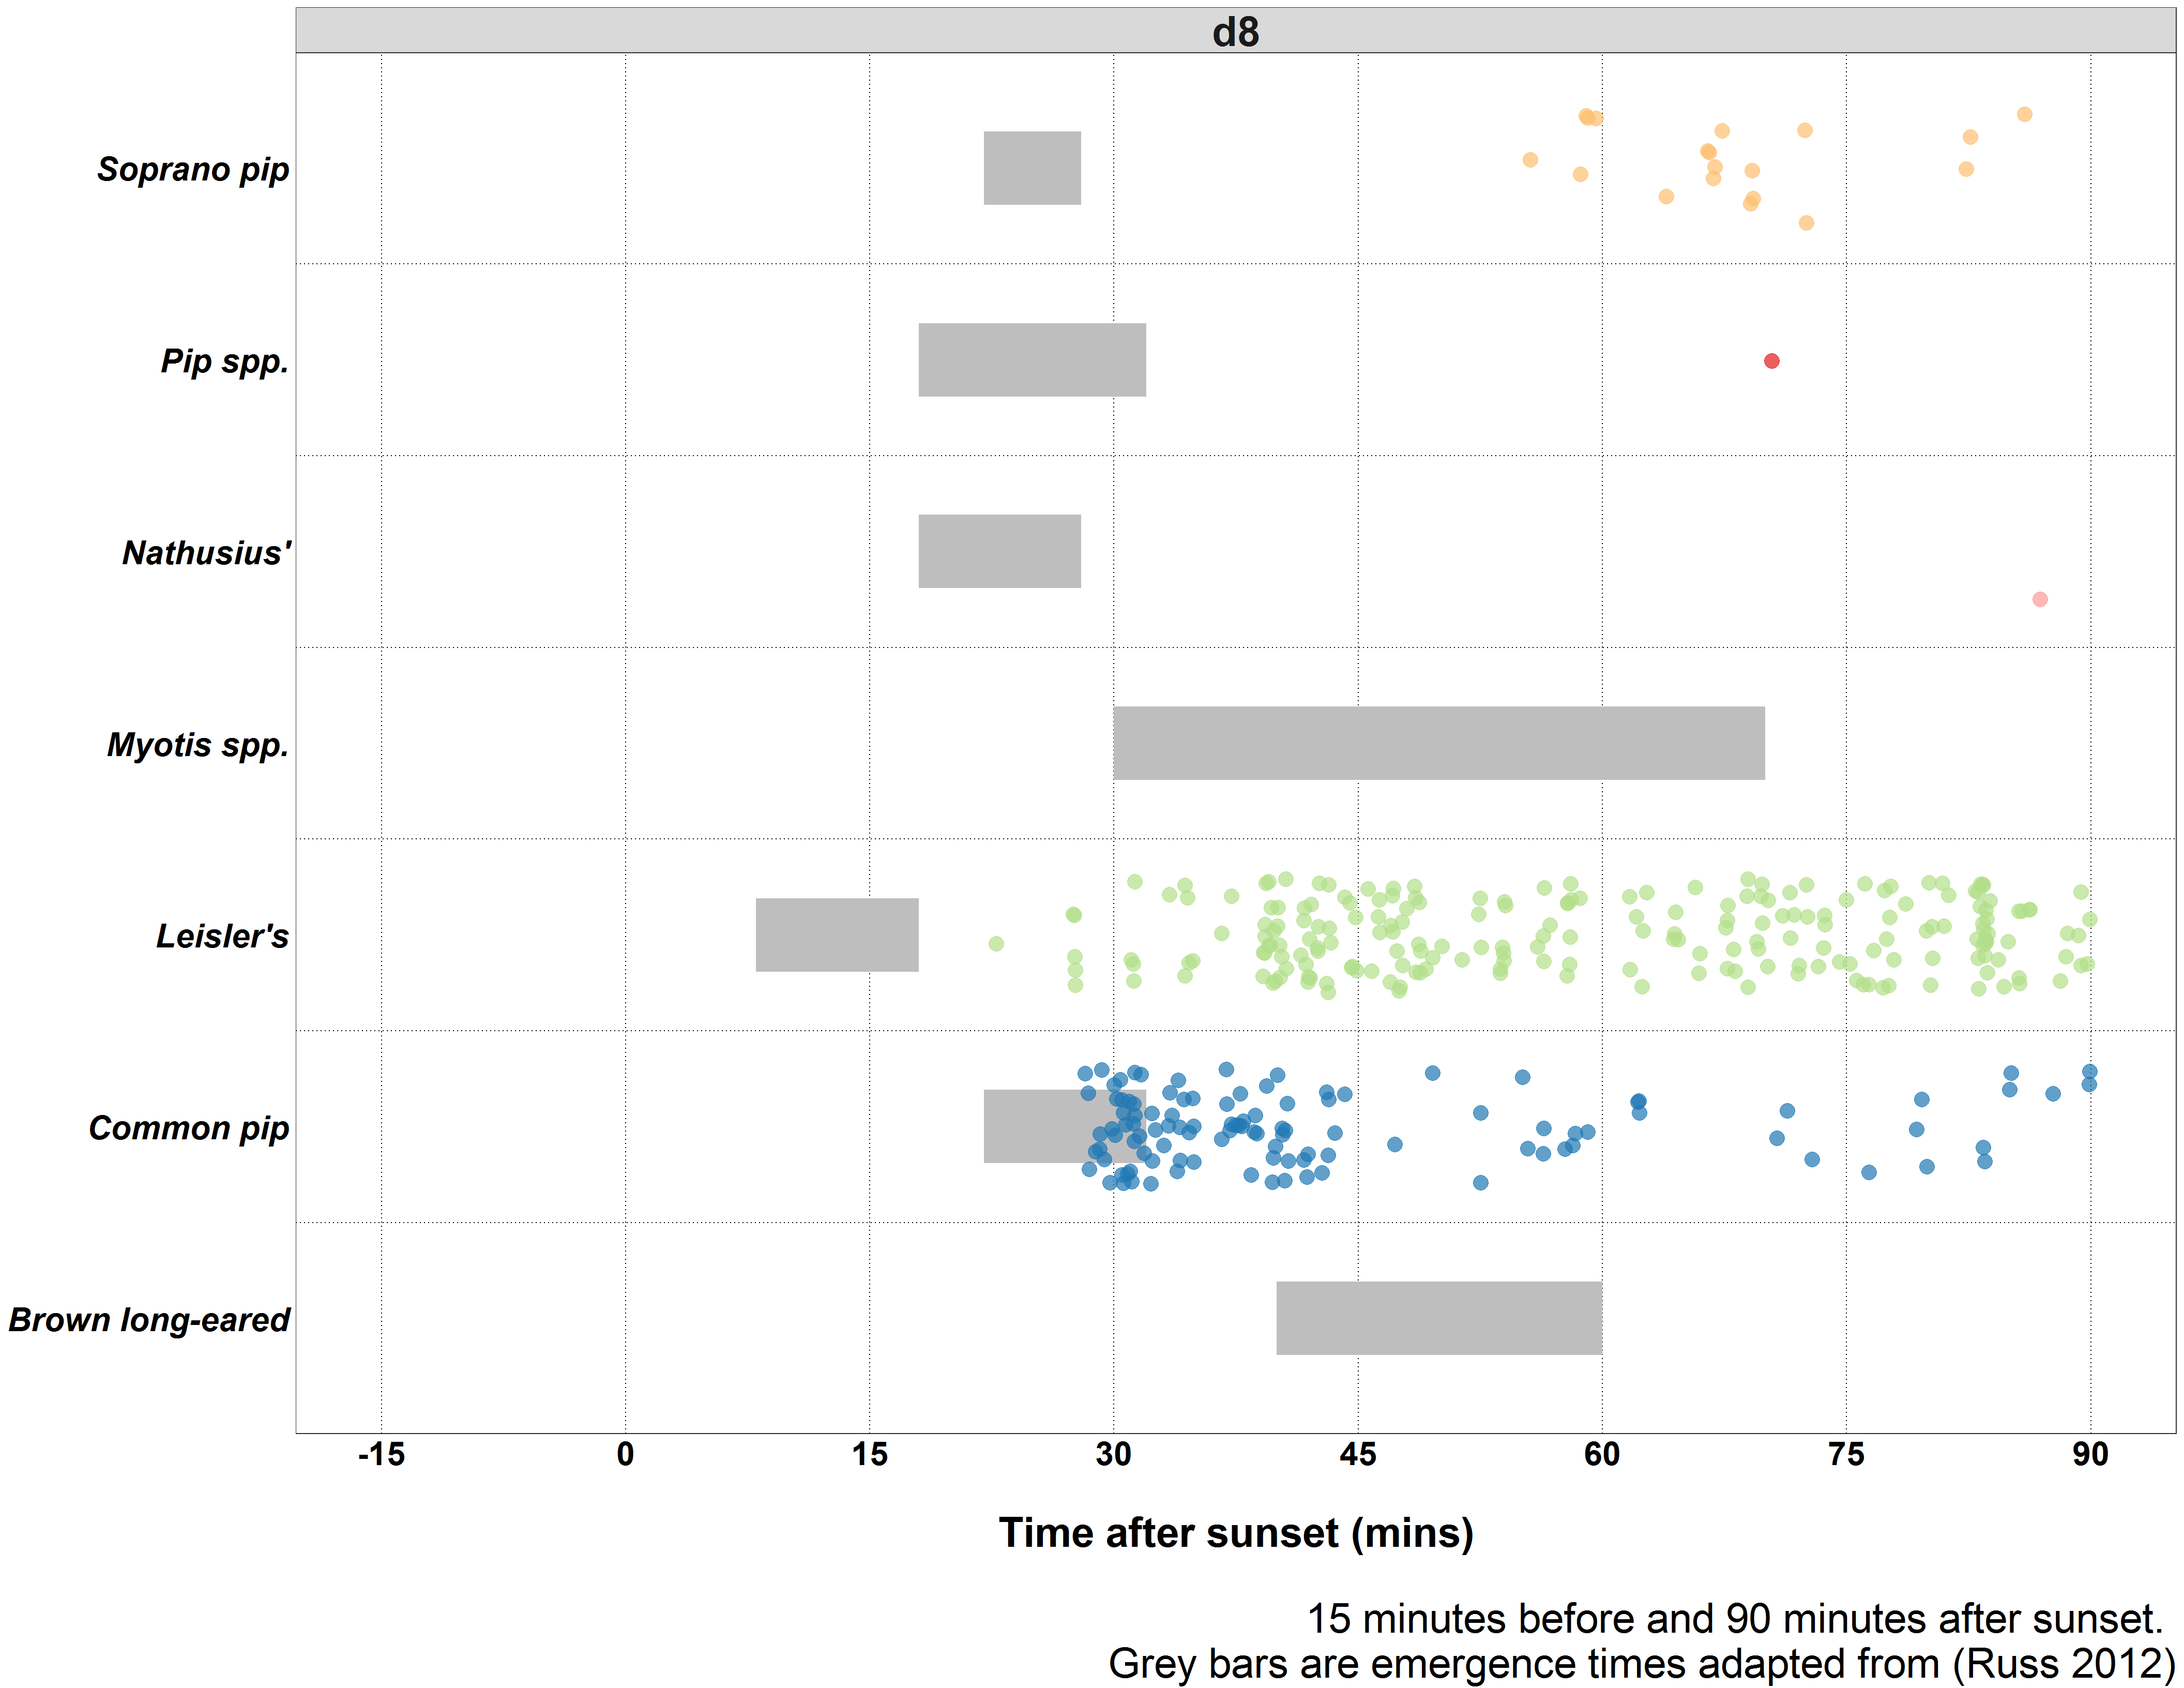 d8
Soprano pip
Pip spp.
Nathusius'
Myotis spp.
Leisler's
Common pip
Brown long-eared
-15 0 15 30 45 60 75 90
Time after sunset (mins)
15 minutes before and 90 minutes after sunset.
Grey bars are emergence times adapted from (Russ 2012)